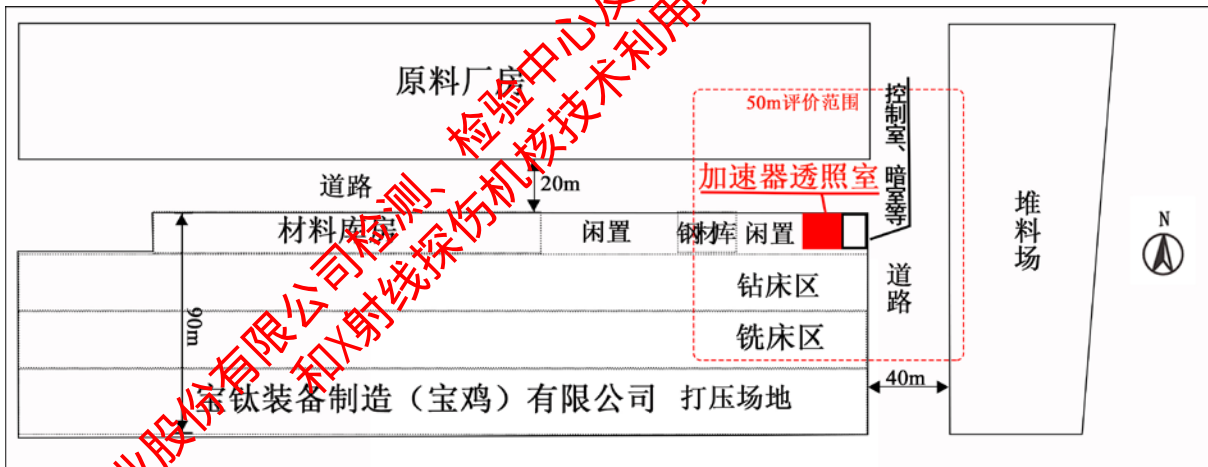 检验中心及
业股份有限公司检测、
和X射线探伤机核技术利用
原料厂房
50m评价范围
控制室、暗室等
道路
20m
加速器透照室
材料库房
闲置
钢材库
闲置
堆料场
N
钻床区
道路
90m
铣床区
40m
宝钛装备制造（宝鸡）有限公司
打压场地